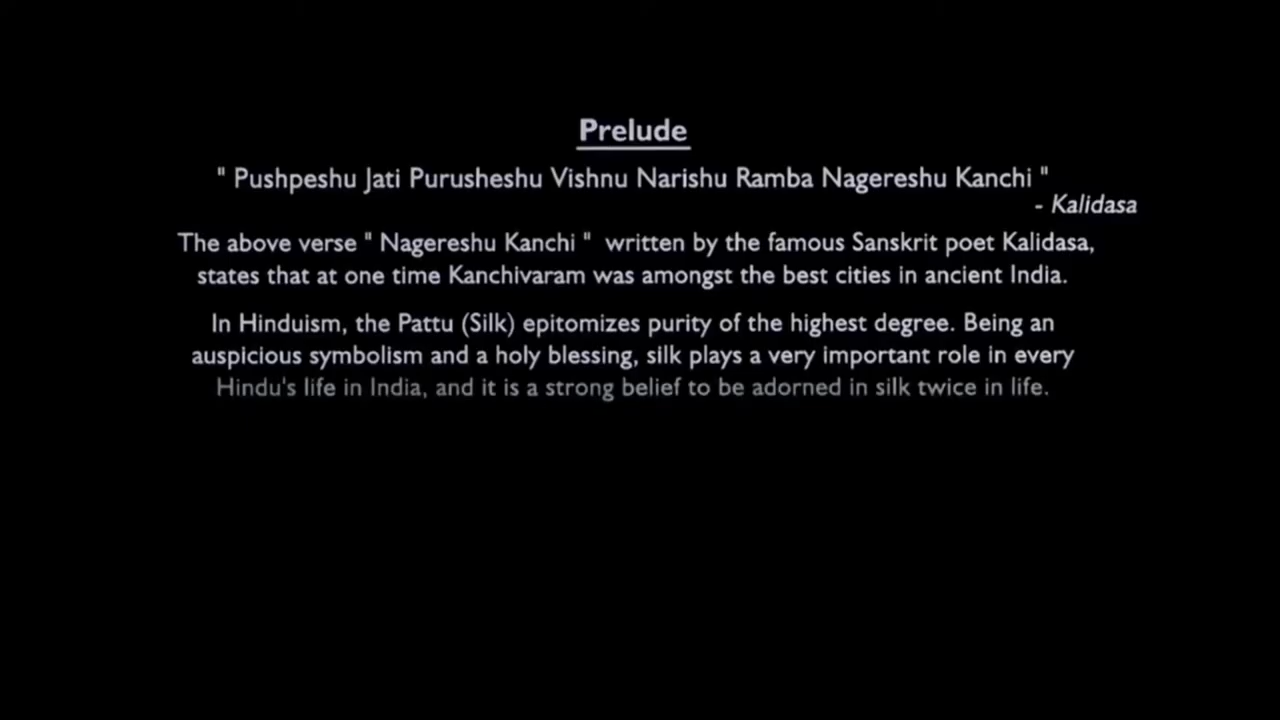 Prelude
" Pushpeshu Jati Purusheshu Vishnu Narishu Ramba Nagereshu Kanchi "
- Kalidasa
The above verse " Nagereshu Kanchi " written by the famous Sanskrit poet Kalidasa,
states that at one time Kanchivaram was amongst the best cities in ancient India.
In Hinduism, the Pattu (Silk) epitomizes purity of the highest degree. Being an
auspicious symbolism and a holy blessing, silk plays a very important role in every
Hindu's life in India, and it is a strong belief to be adorned in silk twice in life.